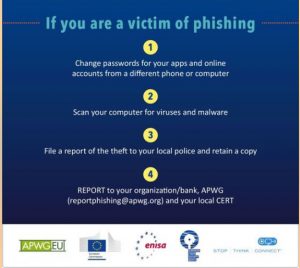 If you are a victim of phishing
1
Change passwords for your apps and online
accounts from a different phone or computer
2
Scan your computer for viruses and malware
3
File a report of the theft to your local police and retain a copy
4
REPORT to your organization/bank, APWG
(reportphishing@apwg.org) and your local CERT
APWG EU
enisa
STOP THINK CONNECT